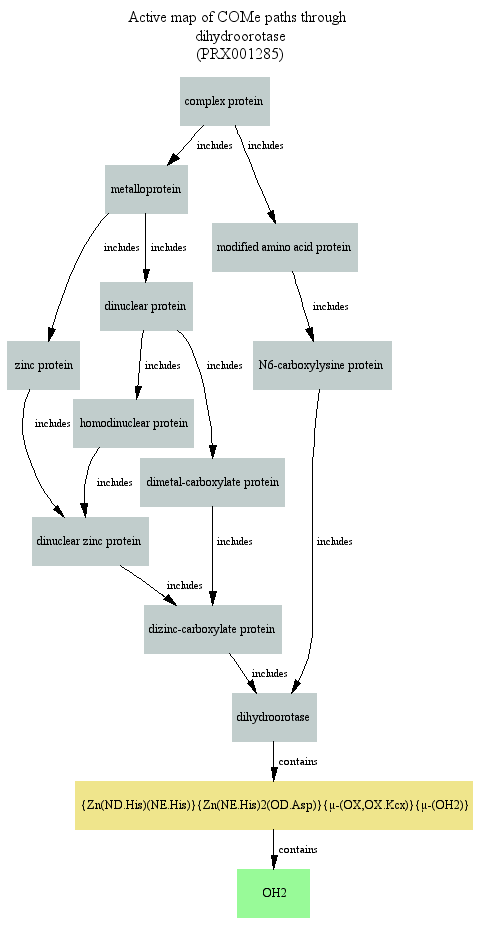 Active map of COMe paths through
dihydroorotase
(PRX001285)
complex protein
includes
includes
metalloprotein
modified amino acid protein
includes
includes
dinuclear protein
includes
zinc protein
includes
includes
N6-carboxylysine protein
homodinuclear protein
includes
dimetal-carboxylate protein
includes
dinuclear zinc protein
includes
includes
includes
dizinc-carboxylate protein
includes
dihydroorotase
contains
{Zn(ND.His)(NE.His)}{Zn(NE.His)2(OD.Asp)}{μ-(OX,OX.Kcx)}{μ-(OH2)}
contains
OH2